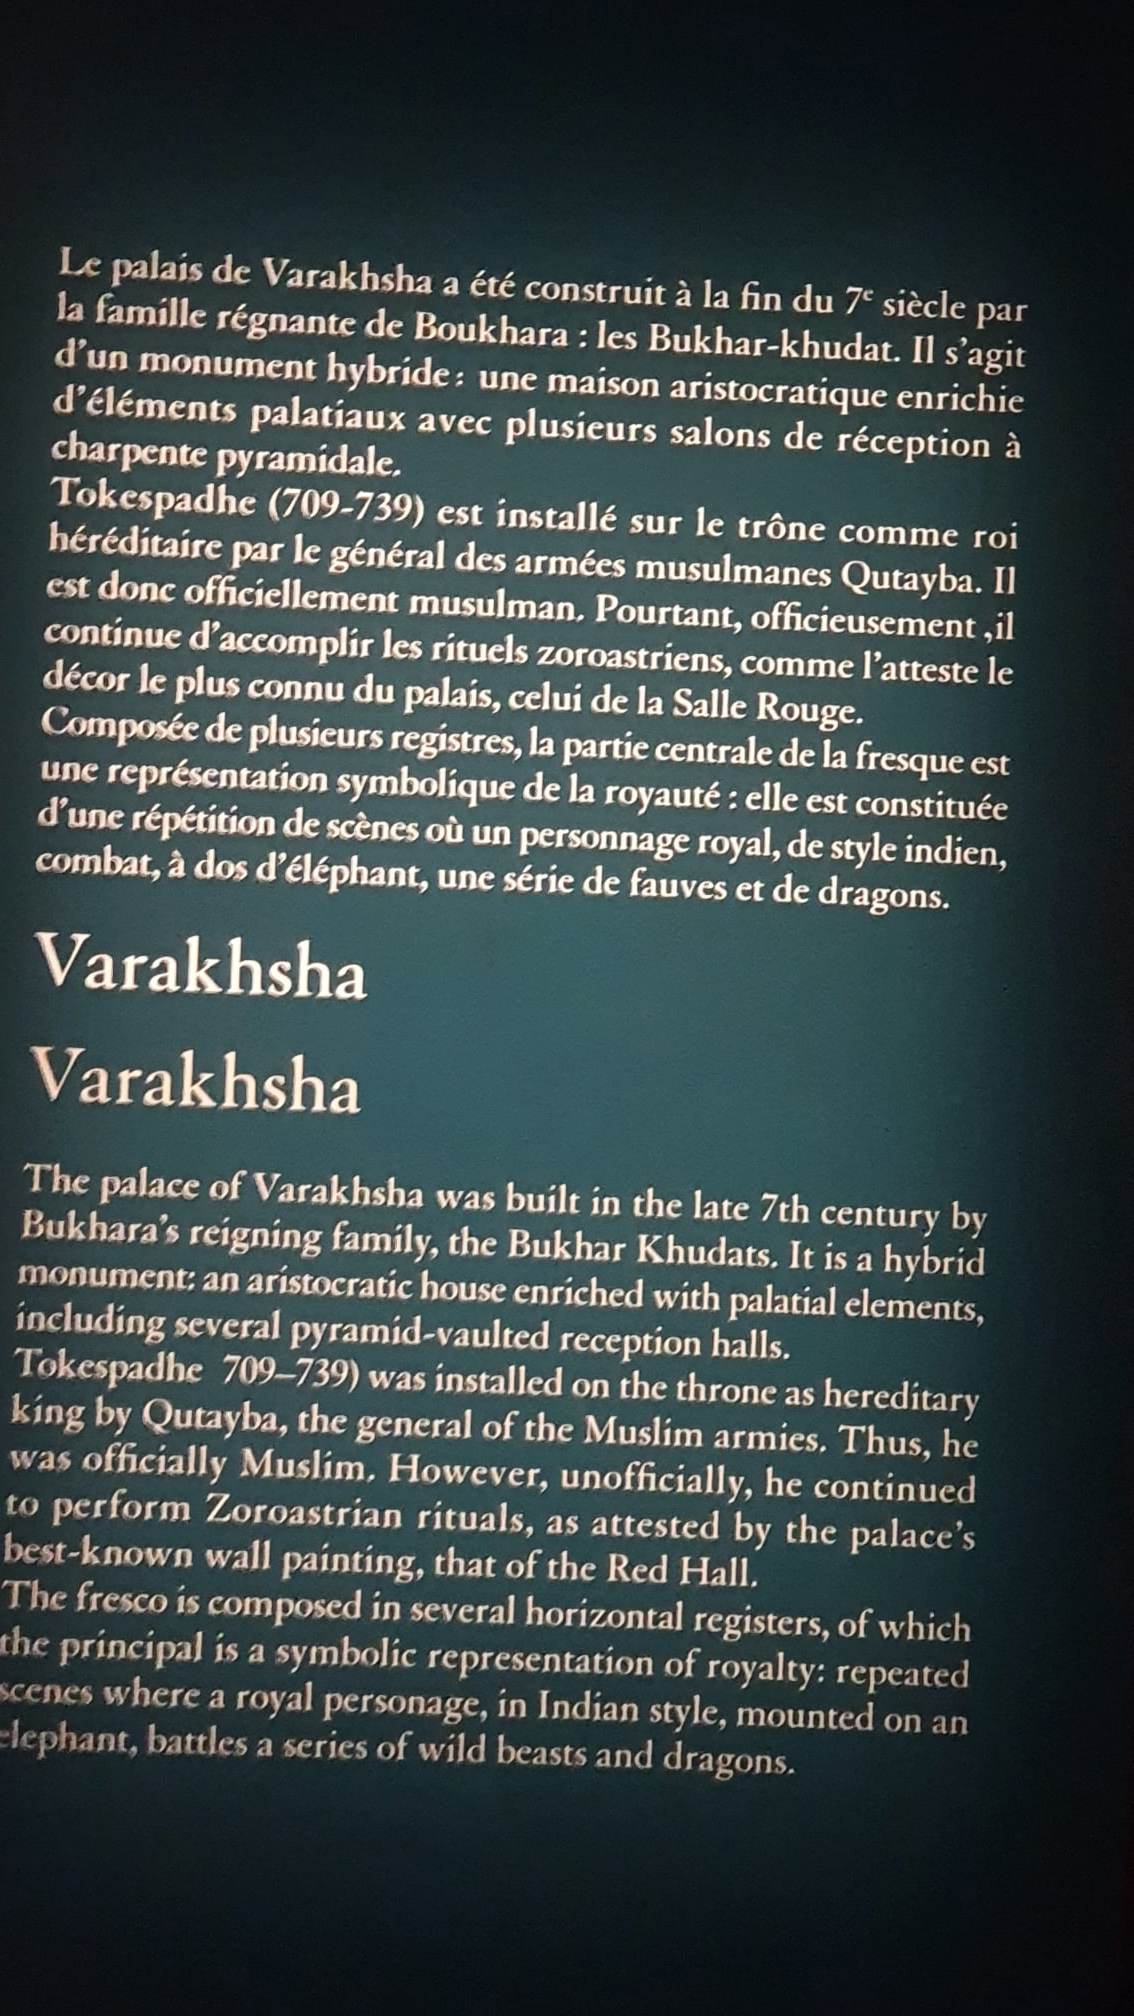 Le palais de Varakhsha a été construit à la fin du 7e siècle par
la famille régnante de Boukhara : les Bukhar-khudat. Il s'agit
d'un monument hybride : une maison aristocratique enrichie
d'éléments palatiaux avec plusieurs salons de réception à
charpente pyramidale.
Tokespadhe (709-739) est installé sur le trône comme roi
héréditaire par le général des armées musulmanes Qutayba. Il
est donc officiellement musulman. Pourtant, officieusement ,il
continue d'accomplir les rituels zoroastriens, comme l'atteste le
décor le plus connu du palais, celui de la Salle Rouge.
Composée de plusieurs registres, la partie centrale de la fresque est
une représentation symbolique de la royauté : elle est constituée
d'une répétition de scènes où un personnage royal, de style indien,
combat, à dos d'éléphant, une série de fauves et de dragons.
Varakhsha
Varakhsha
The palace of Varakhsha was built in the late 7th century by
Bukhara's reigning family, the Bukhar Khudats. It is a hybrid
monument: an aristocratic house enriched with palatial elements,
including several pyramid-vaulted reception halls.
Tokespadhe 709–739) was installed on the throne as hereditary
king by Qutayba, the general of the Muslim armies. Thus, he
was officially Muslim. However, unofficially, he continued
to perform Zoroastrian rituals, as attested by the palace's
best-known wall painting, that of the Red Hall.
The fresco is composed in several horizontal registers, of which
the principal is a symbolic representation of royalty: repeated
scenes where a royal personage, in Indian style, mounted on an
elephant, battles a series of wild beasts and dragons.